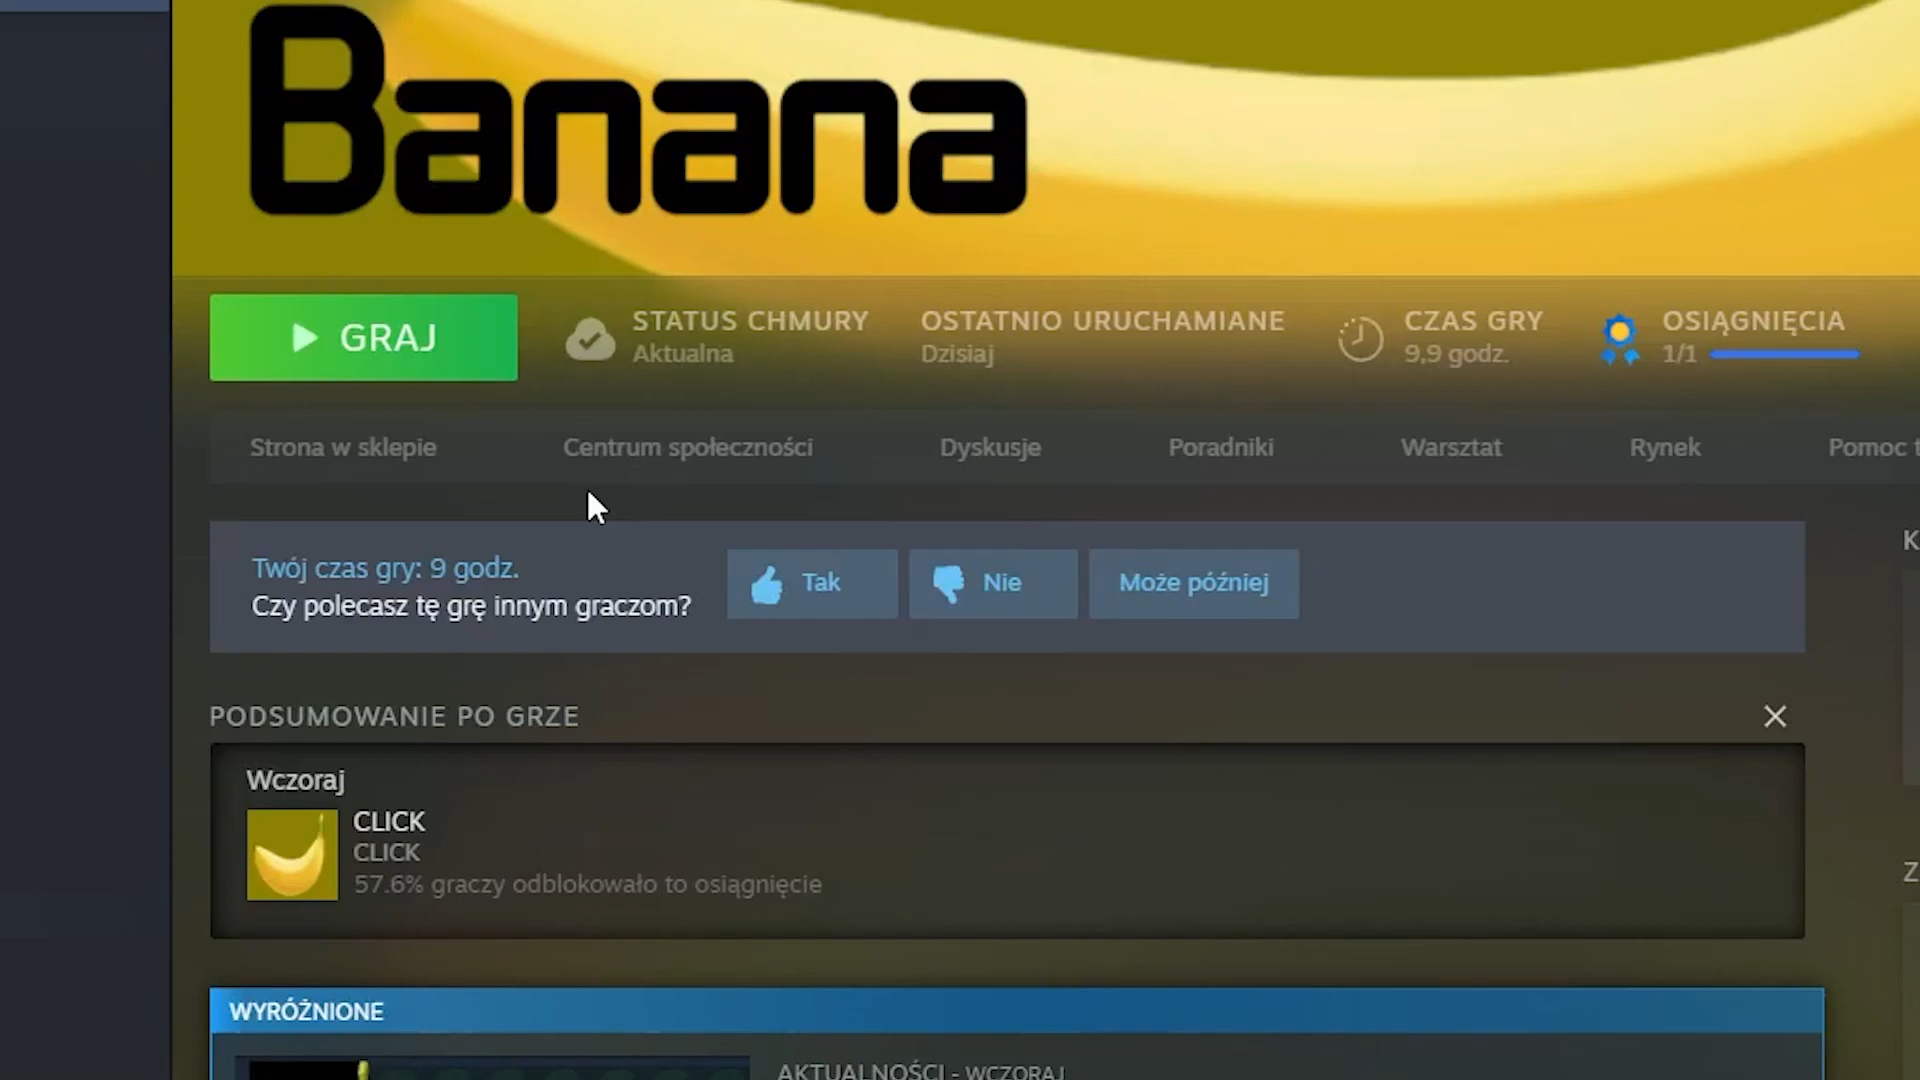 Banana
GRAJ
STATUS CHMURY
Aktualna
OSTATNIO URUCHAMIANE
Dzisiaj
CZAS GRY
9,9 godz.
OSIĄGNIĘCIA
1/1
Strona w sklepie
Centrum społeczności
Dyskusje
Poradniki
Warsztat
Rynek
Pomoc t
Twój czas gry: 9 godz.
Czy polecasz tę grę innym graczom?
Tak
Nie
Może później
K
PODSUMOWANIE PO GRZE
Wczoraj
CLICK
CLICK
57.6% graczy odblokowało to osiągnięcie
Z
WYRÓŻNIONE
AKTUALNOŚCI - WCZORAJ